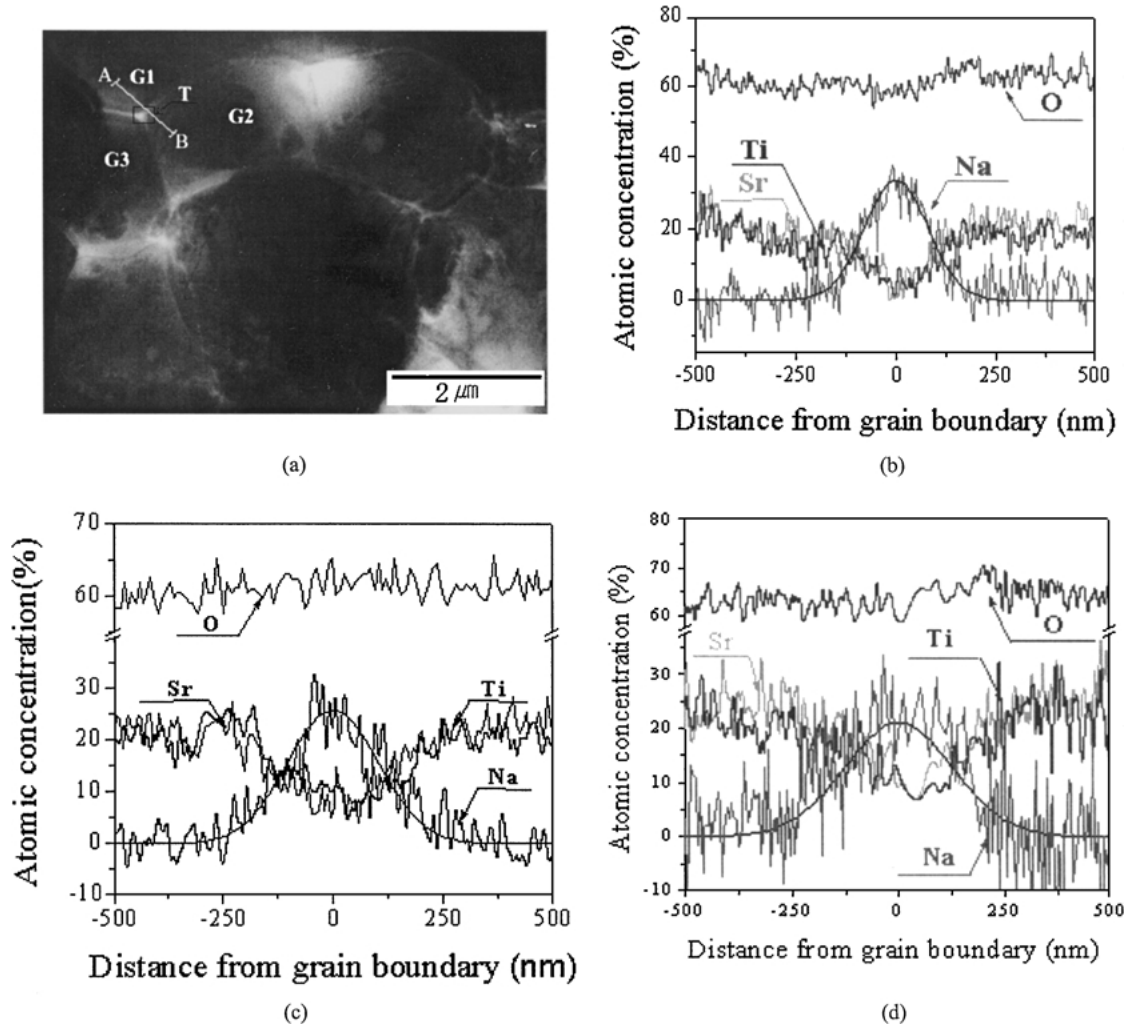 A G1
T
G2
B
G3
2 μm
(a)
80
60
40
20
0
Atomic concentration (%)
O
Ti
Sr
Na
-500 -250 0 250 500
Distance from grain boundary (nm)
(b)
70
60
30
20
10
0
-10
Atomic concentration(%)
O
Sr
Ti
Na
-500 -250 0 250 500
Distance from grain boundary (nm)
(c)
80
70
60
30
20
10
0
-10
Atomic concentration (%)
O
Sr
Ti
Na
-500 -250 0 250 500
Distance from grain boundary (nm)
(d)